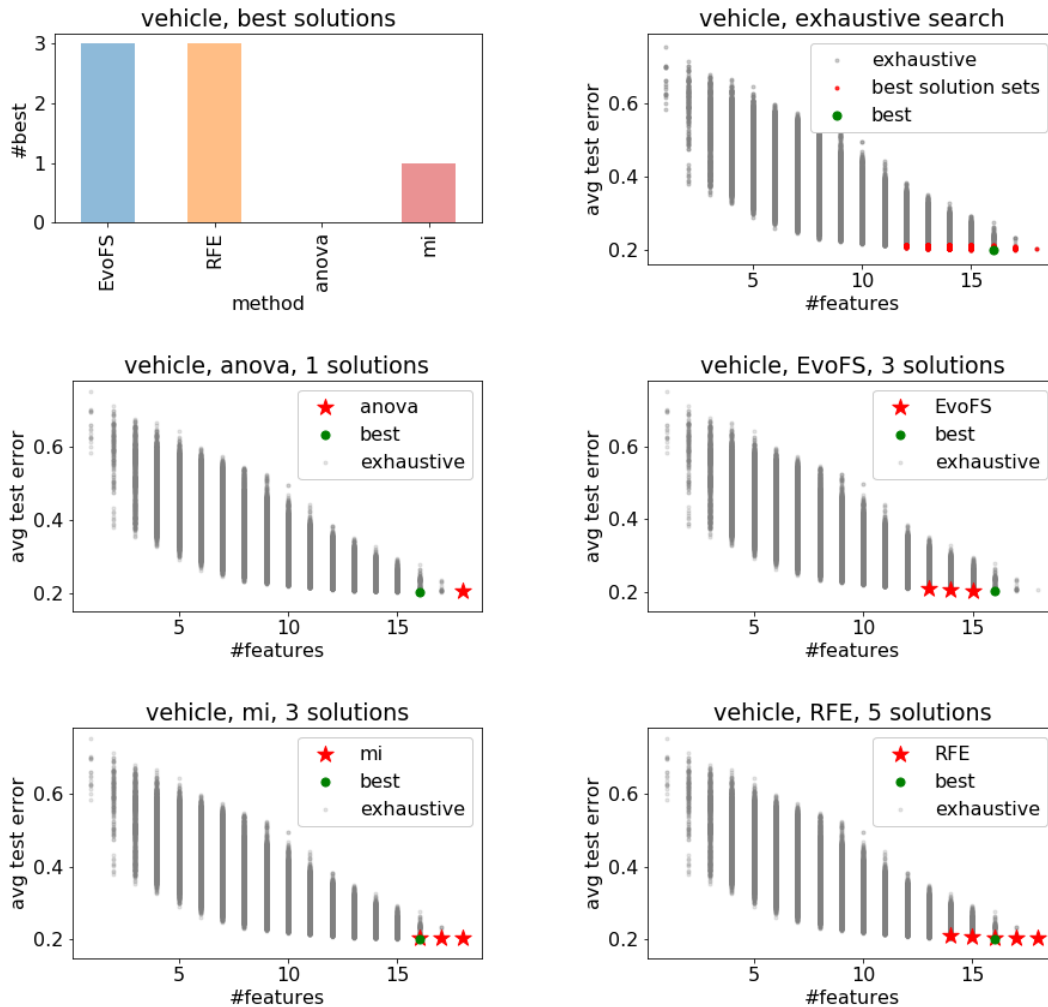 vehicle, best solutions
#best
3
2
1
0
EvoFS
RFE
anova
mi
method
vehicle, exhaustive search
avg test error
0.6
0.4
0.2
exhaustive
best solution sets
best
5 10 15
#features
vehicle, anova, 1 solutions
avg test error
0.6
0.4
0.2
anova
best
exhaustive
5 10 15
#features
vehicle, EvoFS, 3 solutions
avg test error
0.6
0.4
0.2
EvoFS
best
exhaustive
5 10 15
#features
vehicle, mi, 3 solutions
avg test error
0.6
0.4
0.2
mi
best
exhaustive
5 10 15
#features
vehicle, RFE, 5 solutions
avg test error
0.6
0.4
0.2
RFE
best
exhaustive
5 10 15
#features